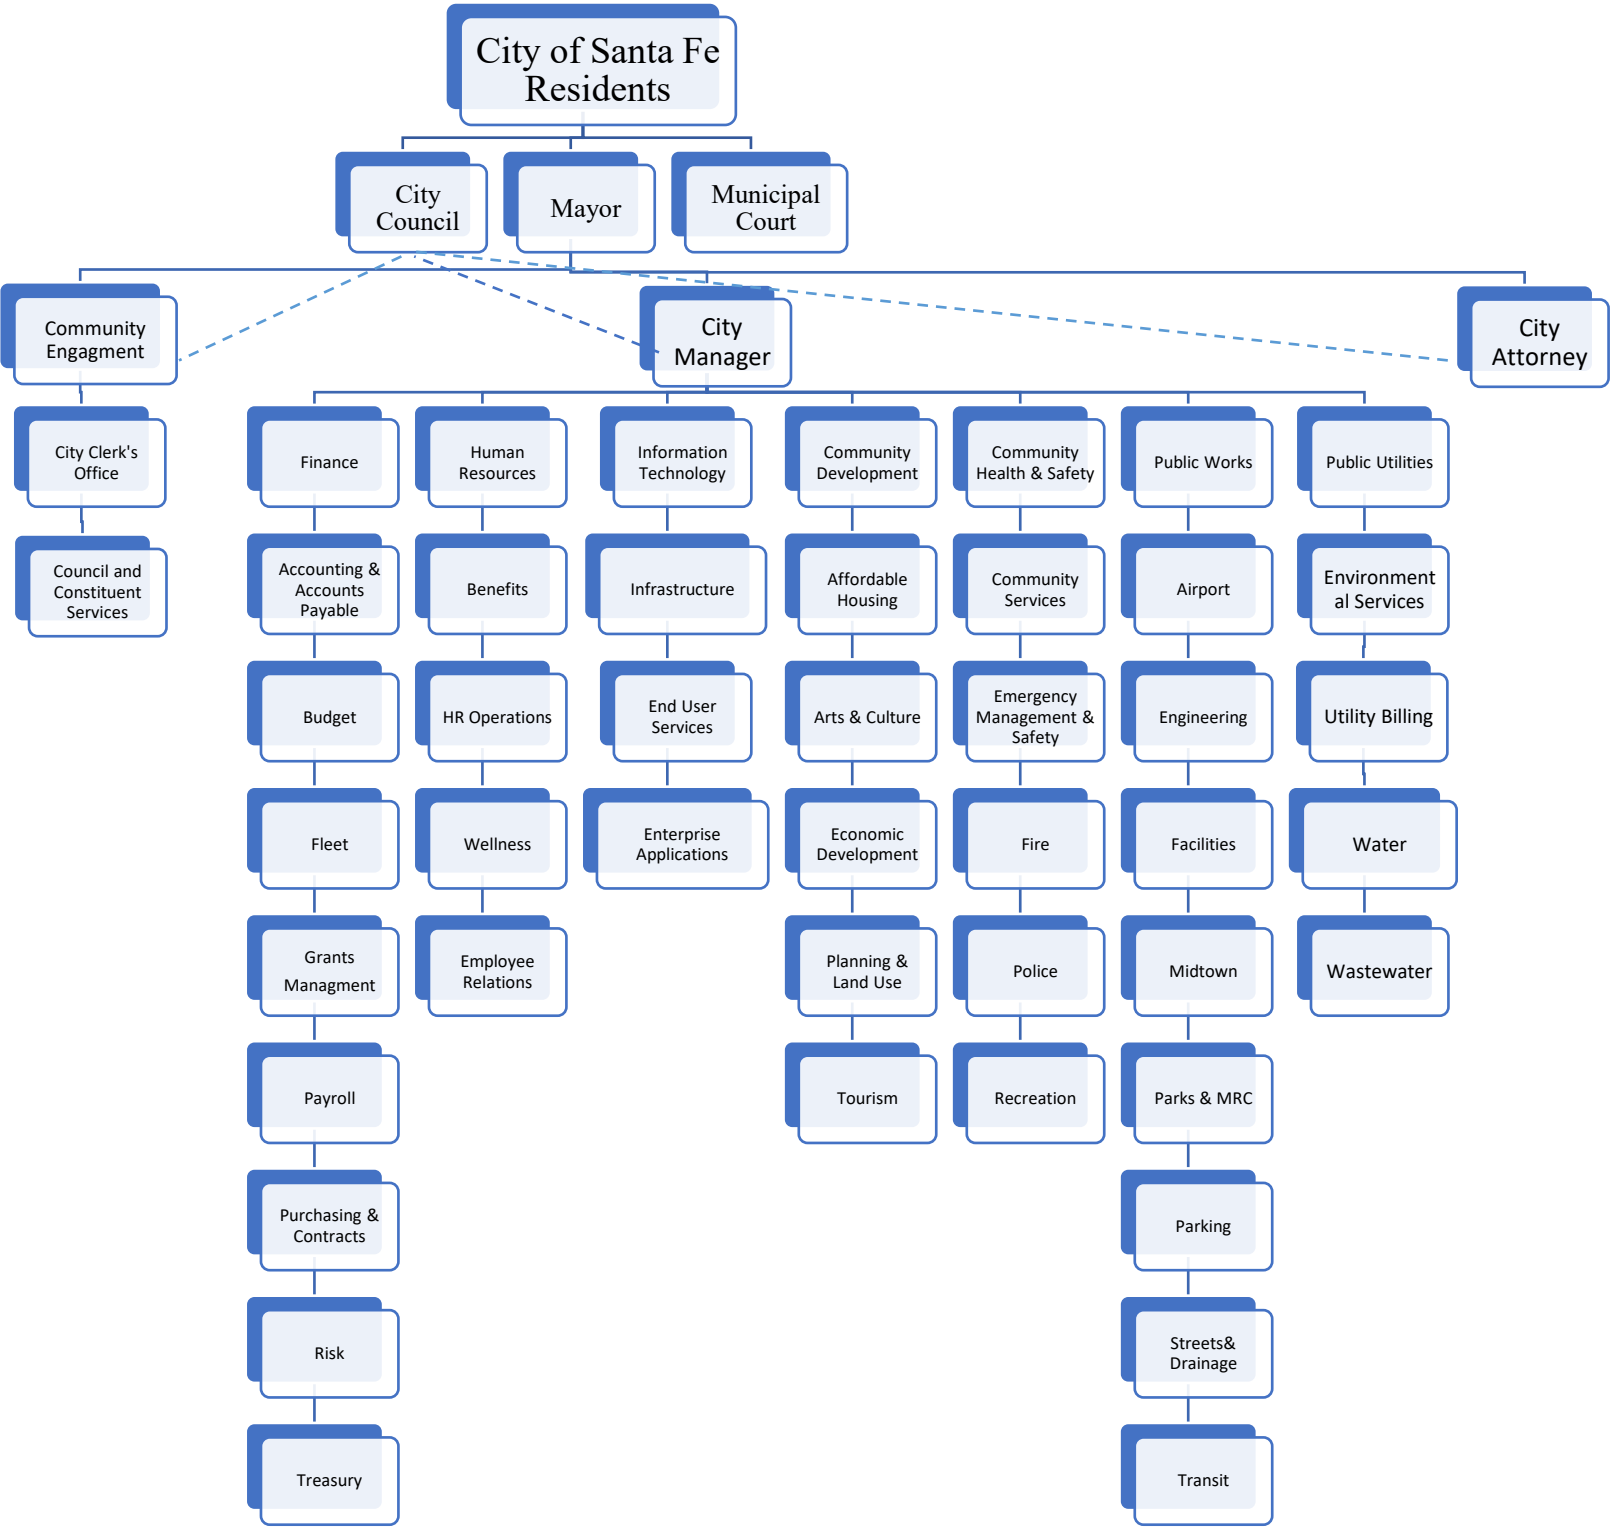 City of Santa Fe
Residents
City
Council
Mayor
Municipal
Court
Community
Engagment
City
Manager
City
Attorney
City Clerk's
Office
Council and
Constituent
Services
Finance
Accounting &
Accounts
Payable
Budget
Fleet
Grants
Managment
Payroll
Purchasing &
Contracts
Risk
Treasury
Human
Resources
Benefits
HR Operations
Wellness
Employee
Relations
Information
Technology
Infrastructure
End User
Services
Enterprise
Applications
Community
Development
Affordable
Housing
Arts & Culture
Economic
Development
Planning &
Land Use
Tourism
Community
Health & Safety
Community
Services
Emergency
Management &
Safety
Fire
Police
Recreation
Public Works
Airport
Engineering
Facilities
Midtown
Parks & MRC
Parking
Streets&
Drainage
Transit
Public Utilities
Environment
al Services
Utility Billing
Water
Wastewater